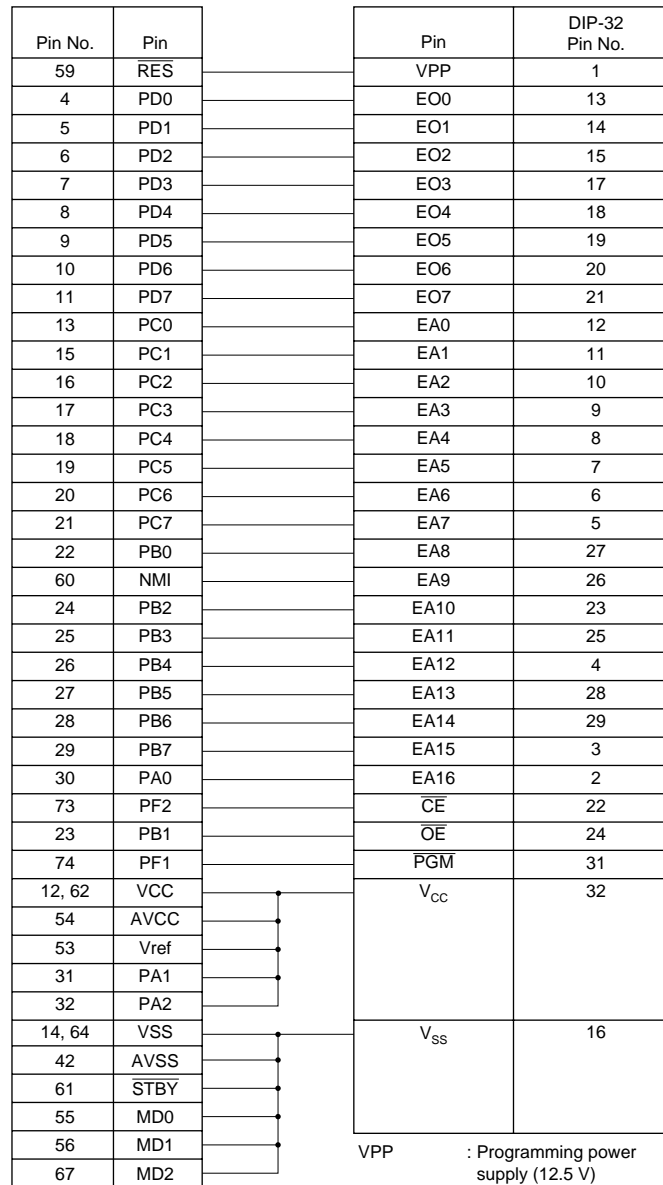 Pin No. Pin Pin DIP-32 Pin No.
59 R̅E̅S̅ VPP 1
4 PD0 EO0 13
5 PD1 EO1 14
6 PD2 EO2 15
7 PD3 EO3 17
8 PD4 EO4 18
9 PD5 EO5 19
10 PD6 EO6 20
11 PD7 EO7 21
13 PC0 EA0 12
15 PC1 EA1 11
16 PC2 EA2 10
17 PC3 EA3 9
18 PC4 EA4 8
19 PC5 EA5 7
20 PC6 EA6 6
21 PC7 EA7 5
22 PB0 EA8 27
60 NMI EA9 26
24 PB2 EA10 23
25 PB3 EA11 25
26 PB4 EA12 4
27 PB5 EA13 28
28 PB6 EA14 29
29 PB7 EA15 3
30 PA0 EA16 2
73 PF2 C̅E̅ 22
23 PB1 O̅E̅ 24
74 PF1 P̅G̅M̅ 31
12, 62 VCC VCC 32
54 AVCC
53 Vref
31 PA1
32 PA2
14, 64 VSS VSS 16
42 AVSS
61 S̅T̅B̅Y̅
55 MD0
56 MD1
67 MD2
VPP : Programming power
supply (12.5 V)